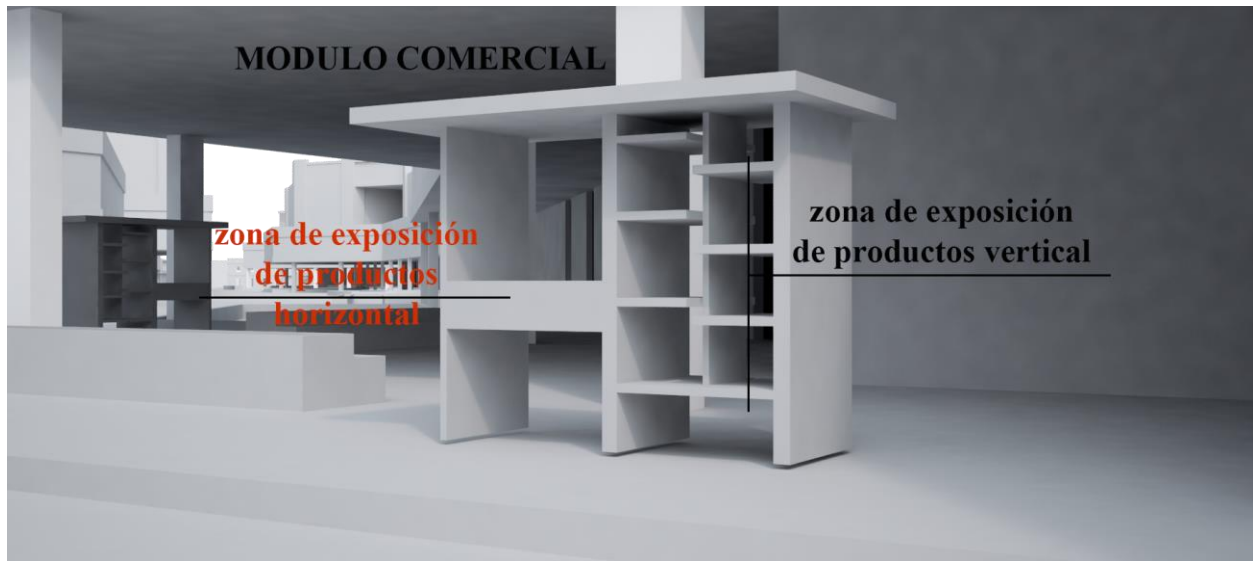 MODULO COMERCIAL
zona de exposición
de productos
horizontal
zona de exposición
de productos vertical